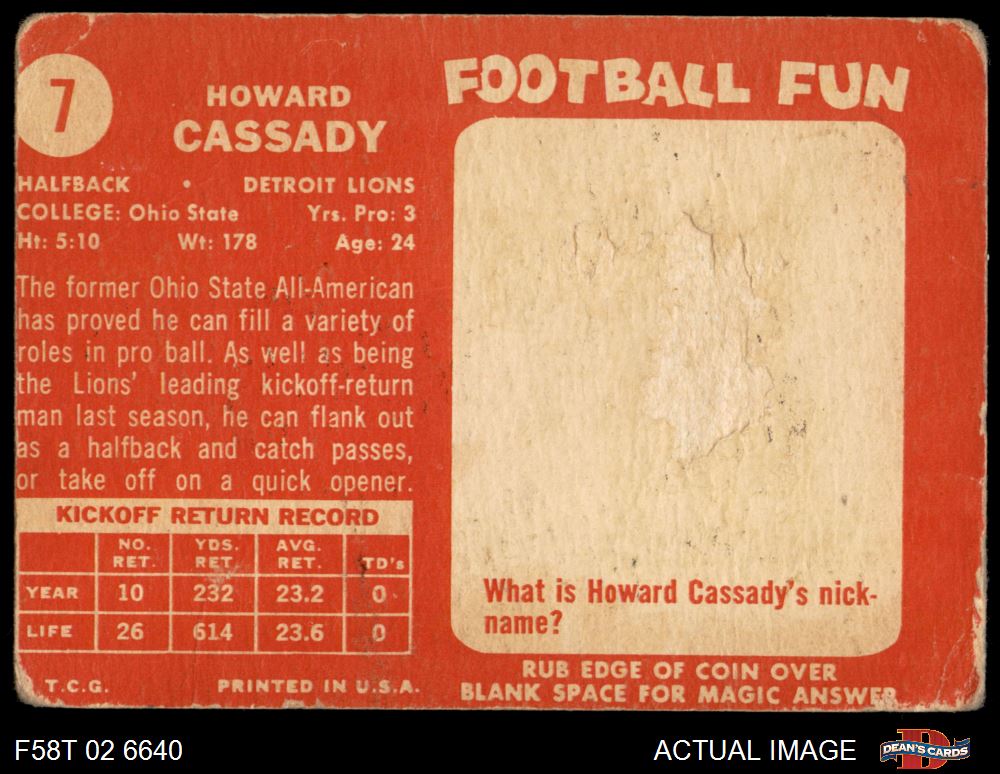 7
HOWARD
CASSADY
HALFBACK • DETROIT LIONS
COLLEGE: Ohio State Yrs. Pro: 3
Ht: 5:10 Wt: 178 Age: 24
The former Ohio State All-American
has proved he can fill a variety of
roles in pro ball. As well as being
the Lions' leading kickoff-return
man last season, he can flank out
as a halfback and catch passes,
or take off on a quick opener.
KICKOFF RETURN RECORD
NO. RET. YDS. RET. AVG. RET. TD's
YEAR 10 232 23.2 0
LIFE 26 614 23.6 0
T.C.G. PRINTED IN U.S.A.
FOOTBALL FUN
What is Howard Cassady's nick-
name?
RUB EDGE OF COIN OVER
BLANK SPACE FOR MAGIC ANSWER
F58T 02 6640 ACTUAL IMAGE
D
DEAN'S CARDS